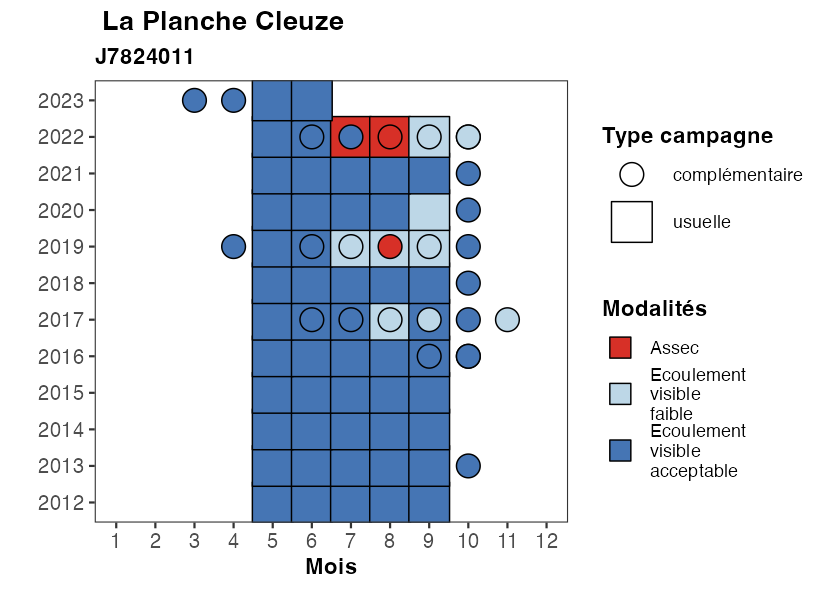 La Planche Cleuze
J7824011
2023
2022
2021
2020
2019
2018
2017
2016
2015
2014
2013
2012
1 2 3 4 5 6 7 8 9 10 11 12
Mois
Type campagne
complémentaire
usuelle
Modalités
Assec
Ecoulement
visible
faible
Ecoulement
visible
acceptable